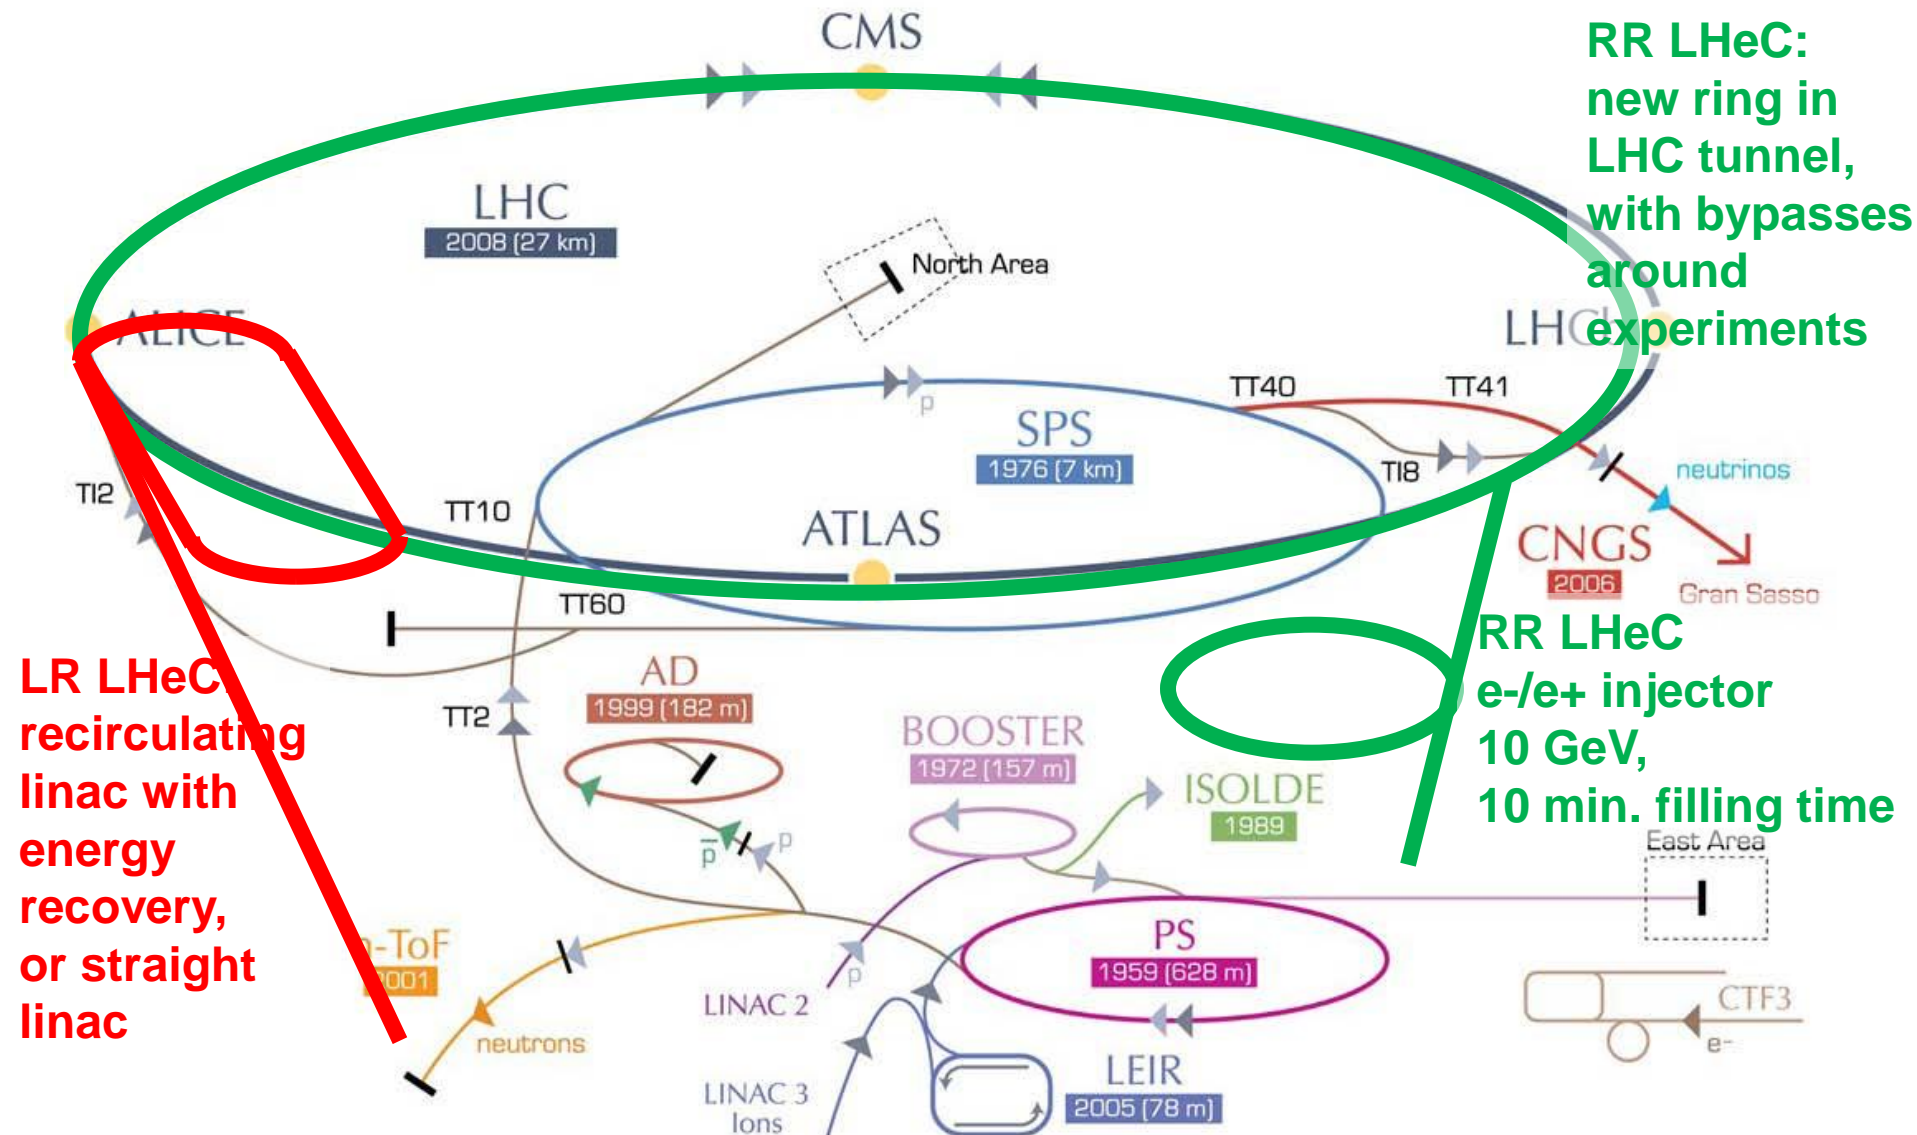 CMS
RR LHeC:
new ring in
LHC tunnel,
with bypasses
around
experiments
LHC
2008 (27 km)
North Area
ALICE
LHCb
TT40
TT41
p
SPS
1976 (7 km)
TI8
neutrinos
TI2
TT10
ATLAS
CNGS
2006
Gran Sasso
TT60
RR LHeC
e-/e+ injector
10 GeV,
10 min. filling time
LR LHeC:
recirculating
linac with
energy
recovery,
or straight
linac
AD
1999 (182 m)
TT2
BOOSTER
1972 (157 m)
ISOLDE
1989
p̅
p
East Area
n-ToF
2001
PS
1959 (628 m)
p
LINAC 2
neutrons
CTF3
e-
LEIR
2005 (78 m)
LINAC 3
Ions